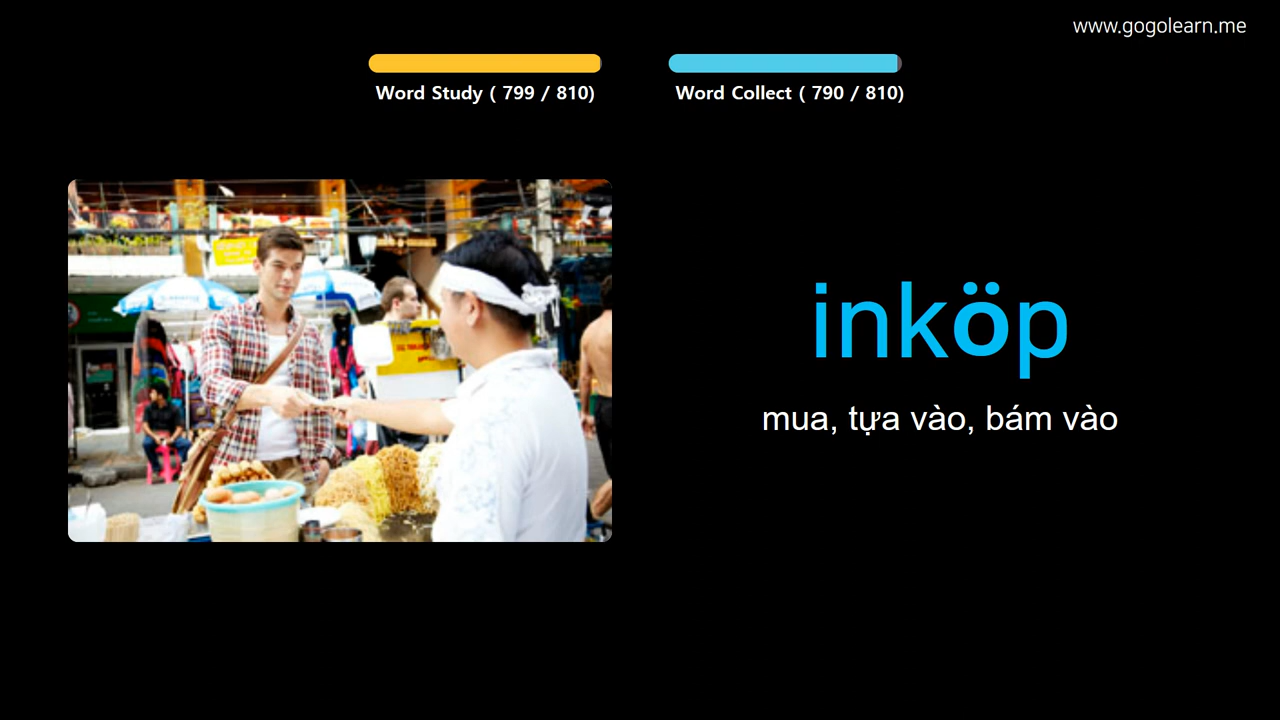 www.gogolearn.me
Word Study ( 799 / 810)
Word Collect ( 790 / 810)
inköp
mua, tựa vào, bám vào